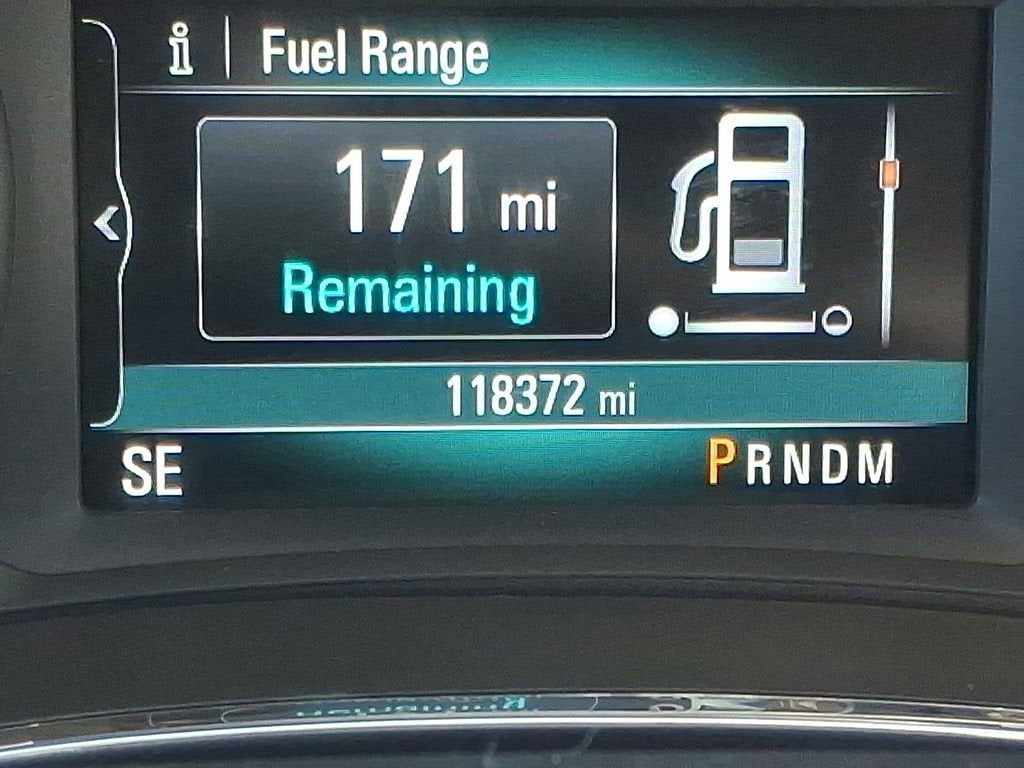 i Fuel Range
171 mi
Remaining
118372 mi
SE
PRNDM